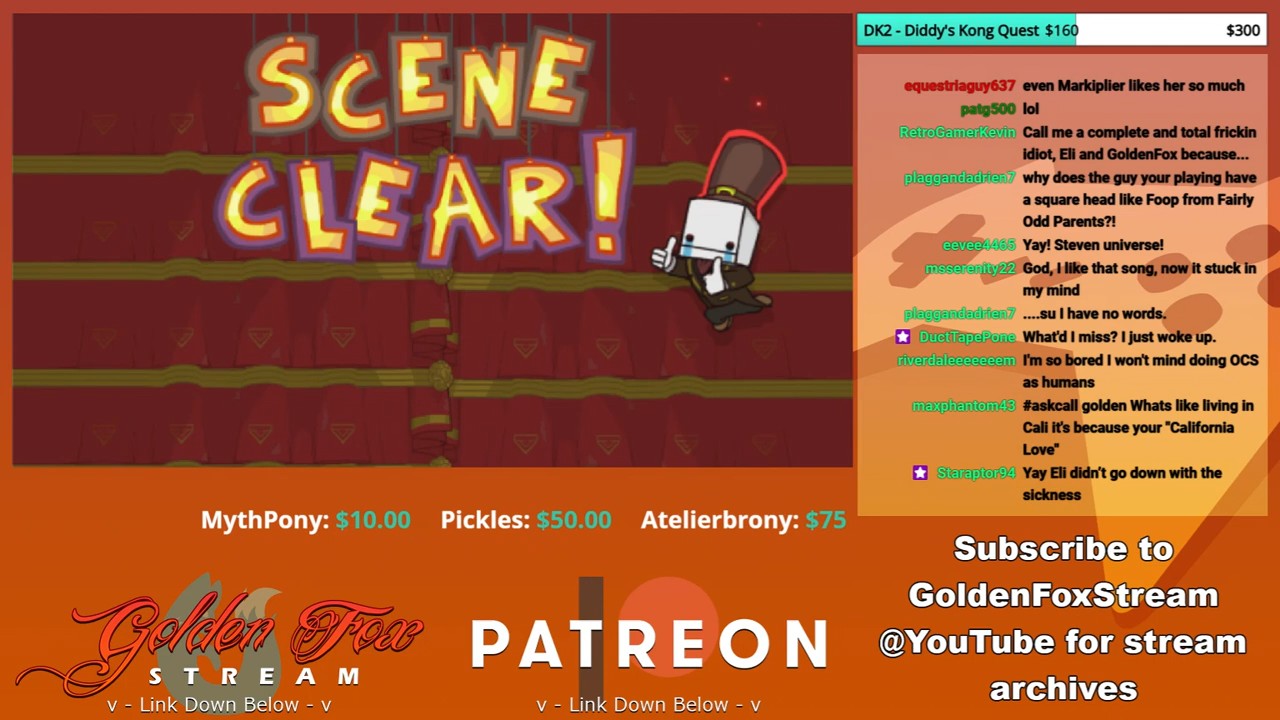 SCENE
CLEAR!
DK2 - Diddy's Kong Quest $160 $300
equestriaguy637 even Markiplier likes her so much
patg500 lol
RetroGamerKevin Call me a complete and total frickin
idiot, Eli and GoldenFox because...
plaggandadrien7 why does the guy your playing have
a square head like Foop from Fairly
Odd Parents?!
eevee4465 Yay! Steven universe!
msserenity22 God, I like that song, now it stuck in
my mind
plaggandadrien7 ....su I have no words.
DuctTapePone What'd I miss? I just woke up.
riverdaleeeeeem I'm so bored I won't mind doing OCS
as humans
maxphantom43 #askcall golden Whats like living in
Cali it's because your "California
Love"
Staraptor94 Yay Eli didn't go down with the
sickness
MythPony: $10.00 Pickles: $50.00 Atelierbrony: $75
Golden Fox
STREAM
v - Link Down Below - v
PATREON
v - Link Down Below - v
Subscribe to
GoldenFoxStream
@YouTube for stream
archives